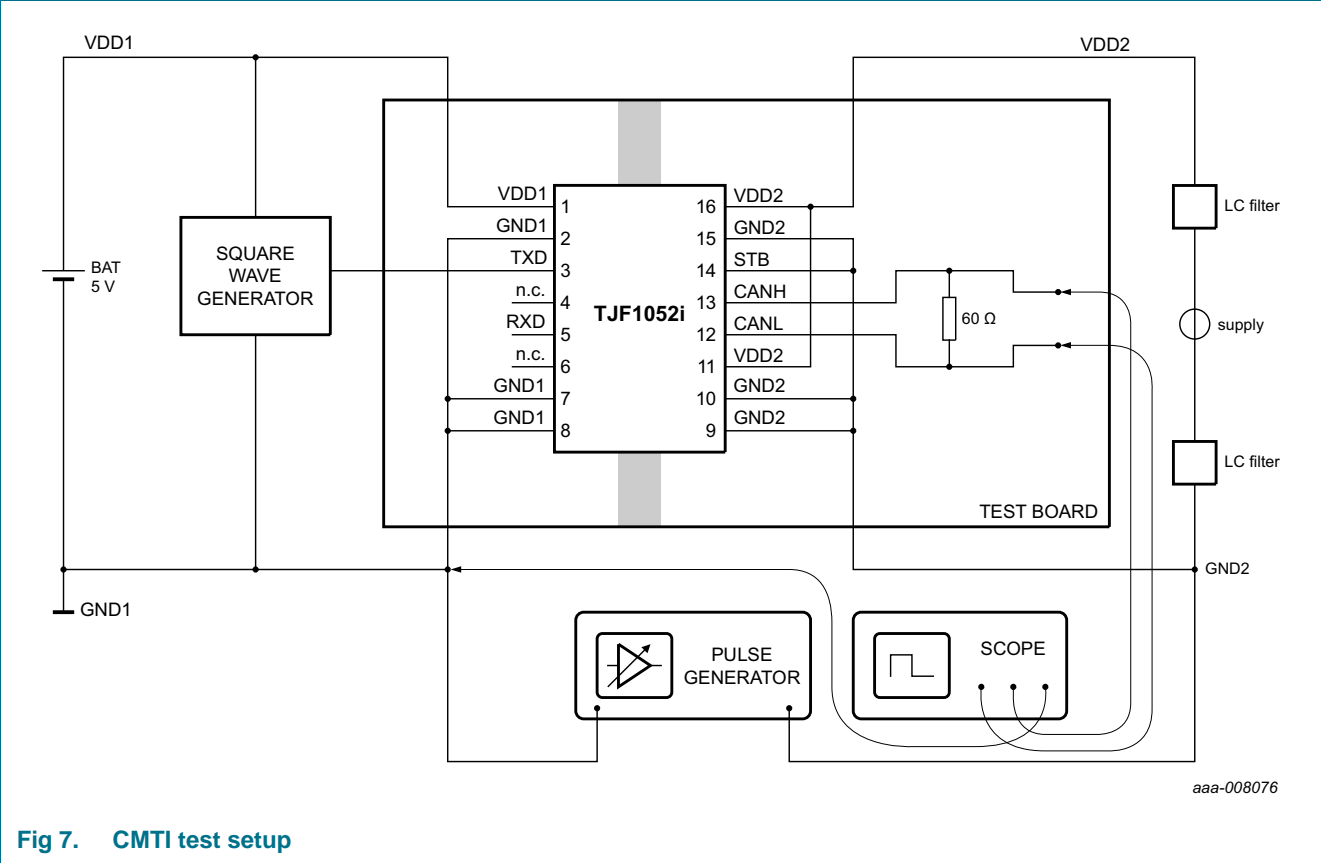 VDD1
VDD2
VDD1
1
16
VDD2
LC filter
GND1
2
15
GND2
SQUARE
WAVE
GENERATOR
TXD
3
14
STB
BAT
5 V
n.c.
4
13
CANH
TJF1052i
60 Ω
supply
RXD
5
12
CANL
n.c.
6
11
VDD2
GND1
7
10
GND2
GND1
8
9
GND2
LC filter
TEST BOARD
GND2
GND1
PULSE
GENERATOR
SCOPE
aaa-008076
Fig 7. CMTI test setup